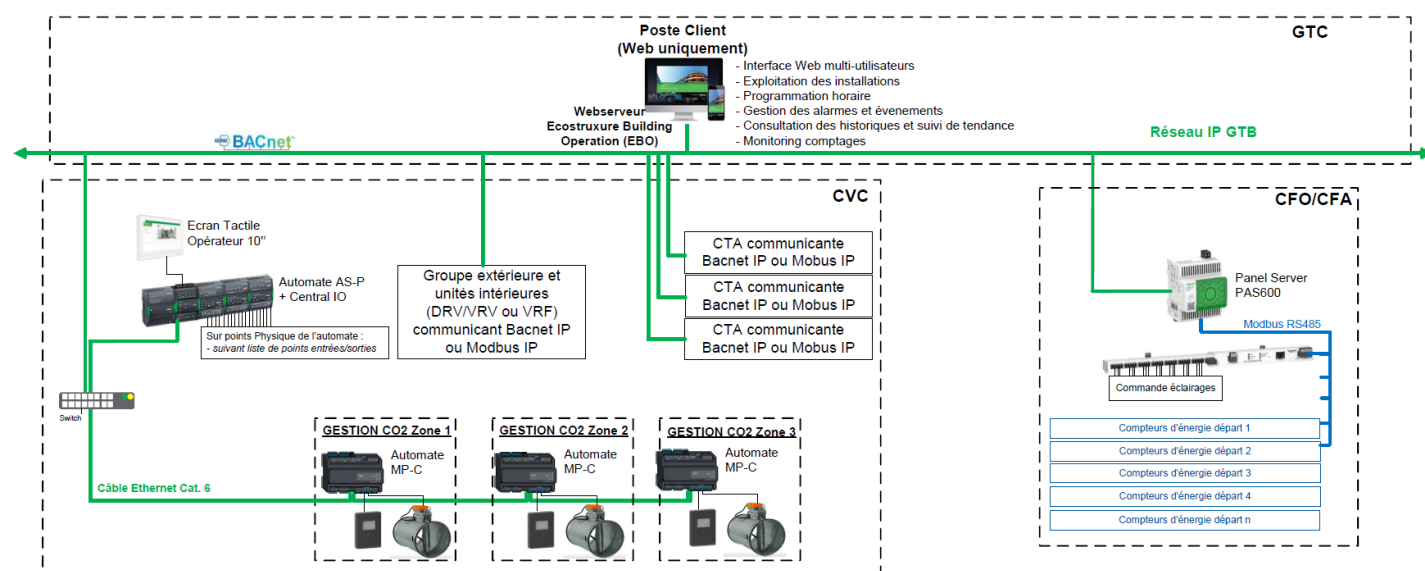 GTC
Poste Client
(Web uniquement)
- Interface Web multi-utilisateurs
- Exploitation des installations
- Programmation horaire
- Gestion des alarmes et évenements
- Consultation des historiques et suivi de tendance
- Monitoring comptages
Webserveur
Ecostruxure Building
Operation (EBO)
BACnet™
Réseau IP GTB
CVC
Ecran Tactile
Opérateur 10"
Automate AS-P
+ Central IO
Sur points Physique de l'automate :
- suivant liste de points entrées/sorties
Switch
Groupe extérieure et
unités intérieures
(DRV/VRV ou VRF)
communicant Bacnet IP
ou Modbus IP
CTA communicante
Bacnet IP ou Mobus IP
CTA communicante
Bacnet IP ou Mobus IP
CTA communicante
Bacnet IP ou Mobus IP
Câble Ethernet Cat. 6
GESTION CO2 Zone 1
Automate
MP-C
GESTION CO2 Zone 2
Automate
MP-C
GESTION CO2 Zone 3
Automate
MP-C
CFO/CFA
Panel Server
PAS600
Modbus RS485
Commande éclairages
Compteurs d'énergie départ 1
Compteurs d'énergie départ 2
Compteurs d'énergie départ 3
Compteurs d'énergie départ 4
Compteurs d'énergie départ n